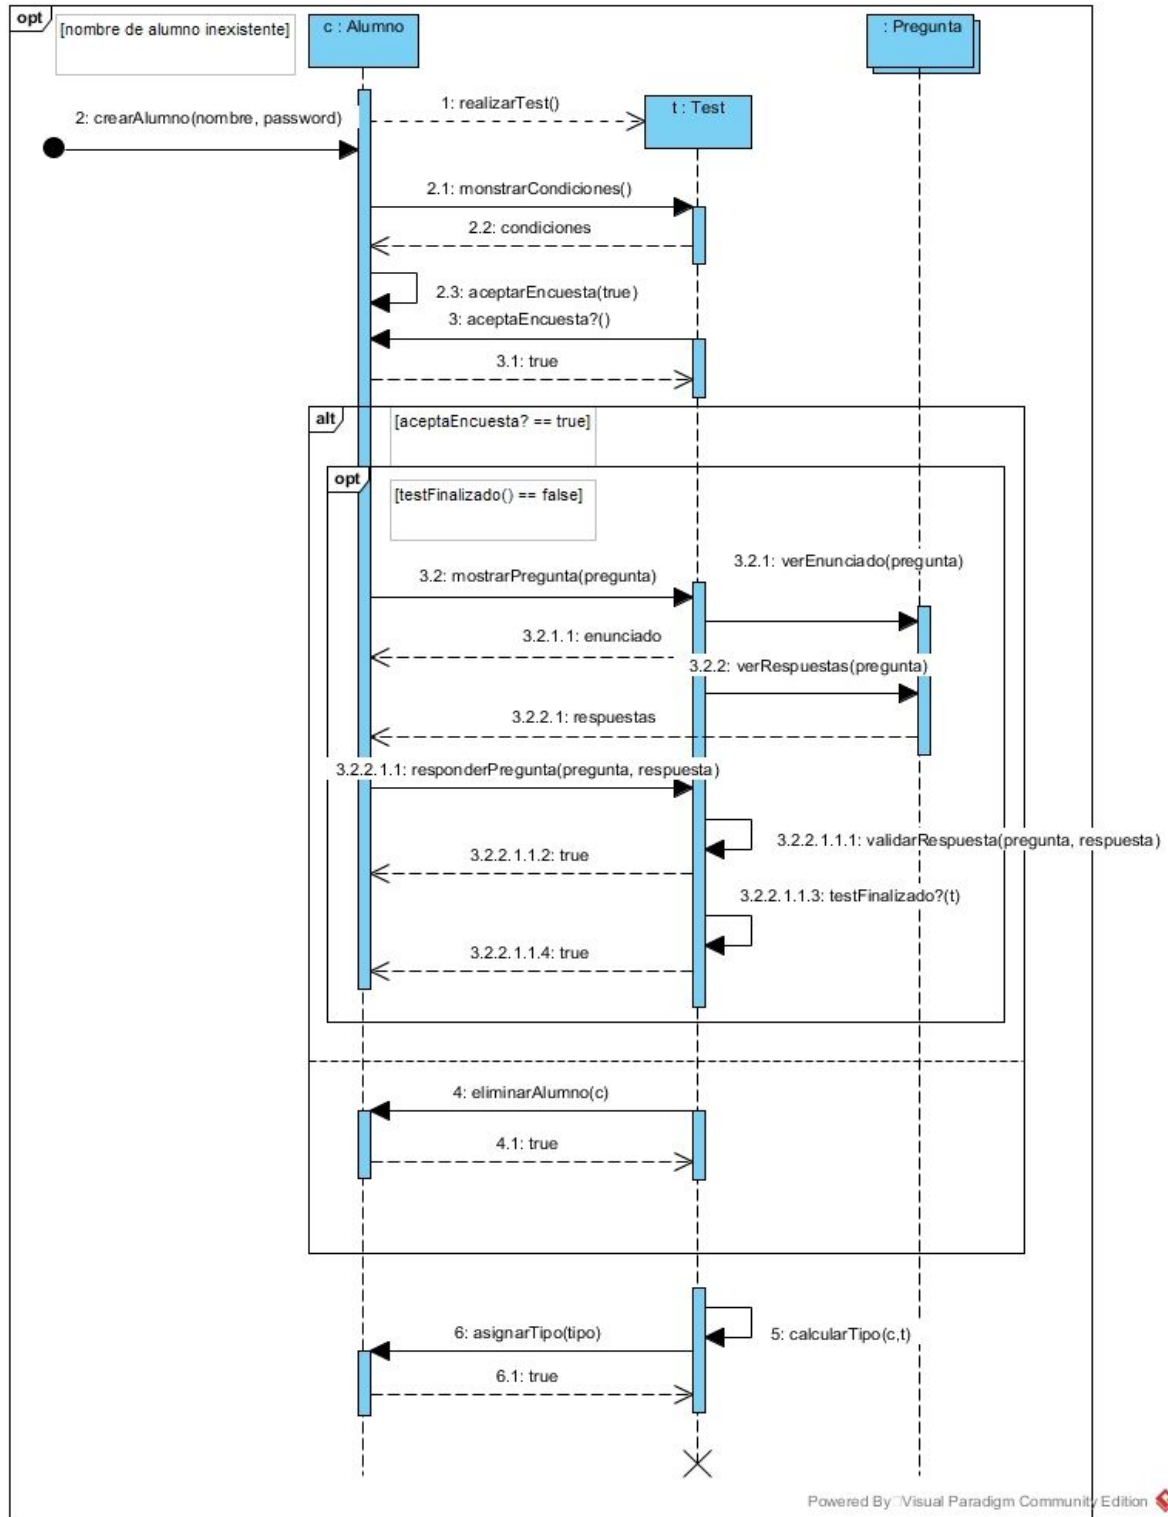 opt
[nombre de alumno inexistente]
c : Alumno
: Pregunta
1: realizarTest()
t : Test
2: crearAlumno(nombre, password)
2.1: monstrarCondiciones()
2.2: condiciones
2.3: aceptarEncuesta(true)
3: aceptaEncuesta?()
3.1: true
alt
[aceptaEncuesta? == true]
opt
[testFinalizado() == false]
3.2.1: verEnunciado(pregunta)
3.2: mostrarPregunta(pregunta)
3.2.1.1: enunciado
3.2.2: verRespuestas(pregunta)
3.2.2.1: respuestas
3.2.2.1.1: responderPregunta(pregunta, respuesta)
3.2.2.1.1.1: validarRespuesta(pregunta, respuesta)
3.2.2.1.1.2: true
3.2.2.1.1.3: testFinalizado?(t)
3.2.2.1.1.4: true
4: eliminarAlumno(c)
4.1: true
6: asignarTipo(tipo)
5: calcularTipo(c,t)
6.1: true
Powered By Visual Paradigm Community Edition